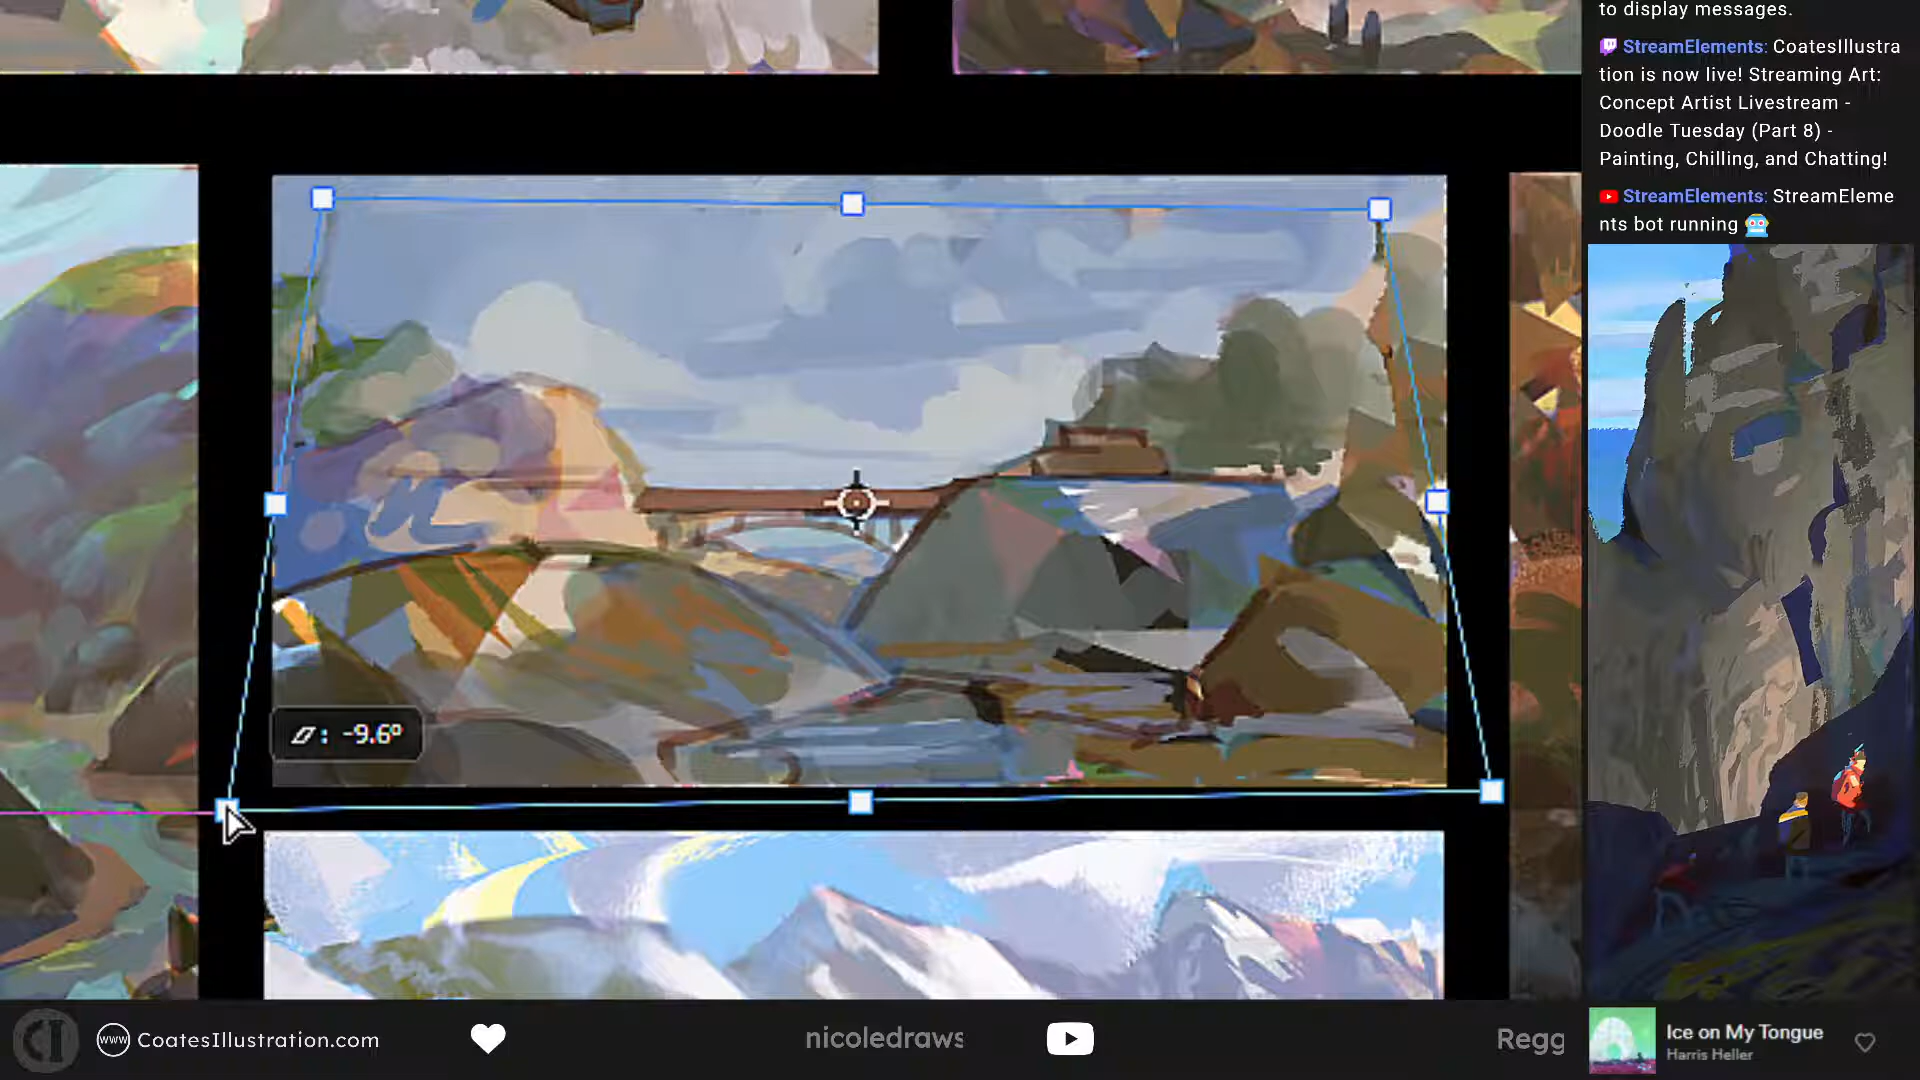 to display messages.
StreamElements: CoatesIllustra
tion is now live! Streaming Art:
Concept Artist Livestream -
Doodle Tuesday (Part 8) -
Painting, Chilling, and Chatting!
StreamElements: StreamEleme
nts bot running
: -9.6°
www CoatesIllustration.com
nicoledraws
Regg
Ice on My Tongue
Harris Heller